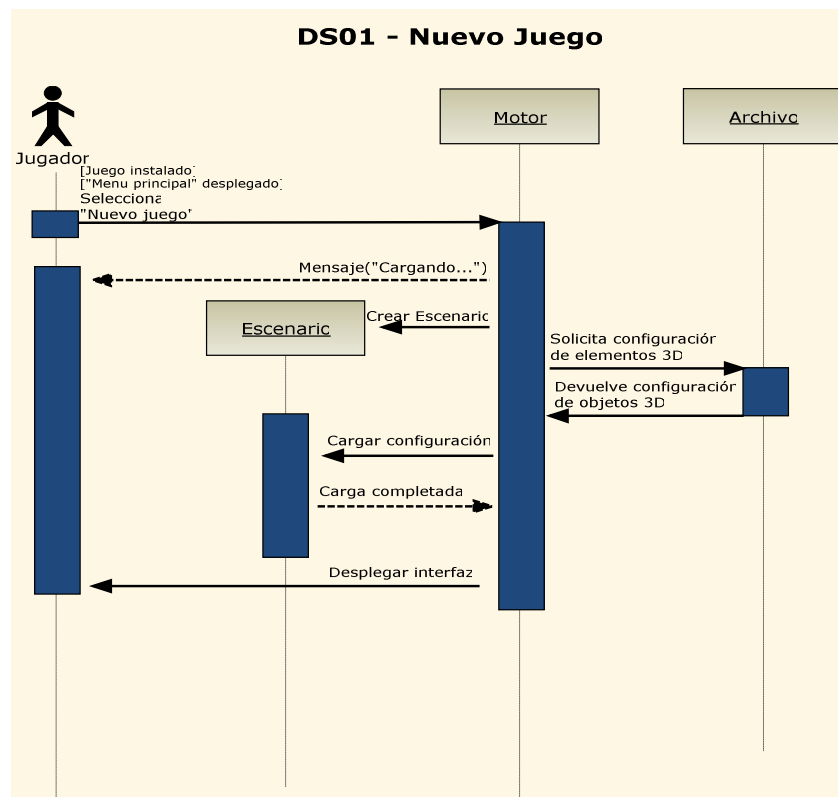 DS01 - Nuevo Juego
Motor
Archivo
Jugador
[Juego instalado]
["Menu principal" desplegado]
Selecciona
"Nuevo juego"
Mensaje("Cargando...")
Crear Escenario
Escenario
Solicita configuración
de elementos 3D
Devuelve configuración
de objetos 3D
Cargar configuración
Carga completada
Desplegar interfaz